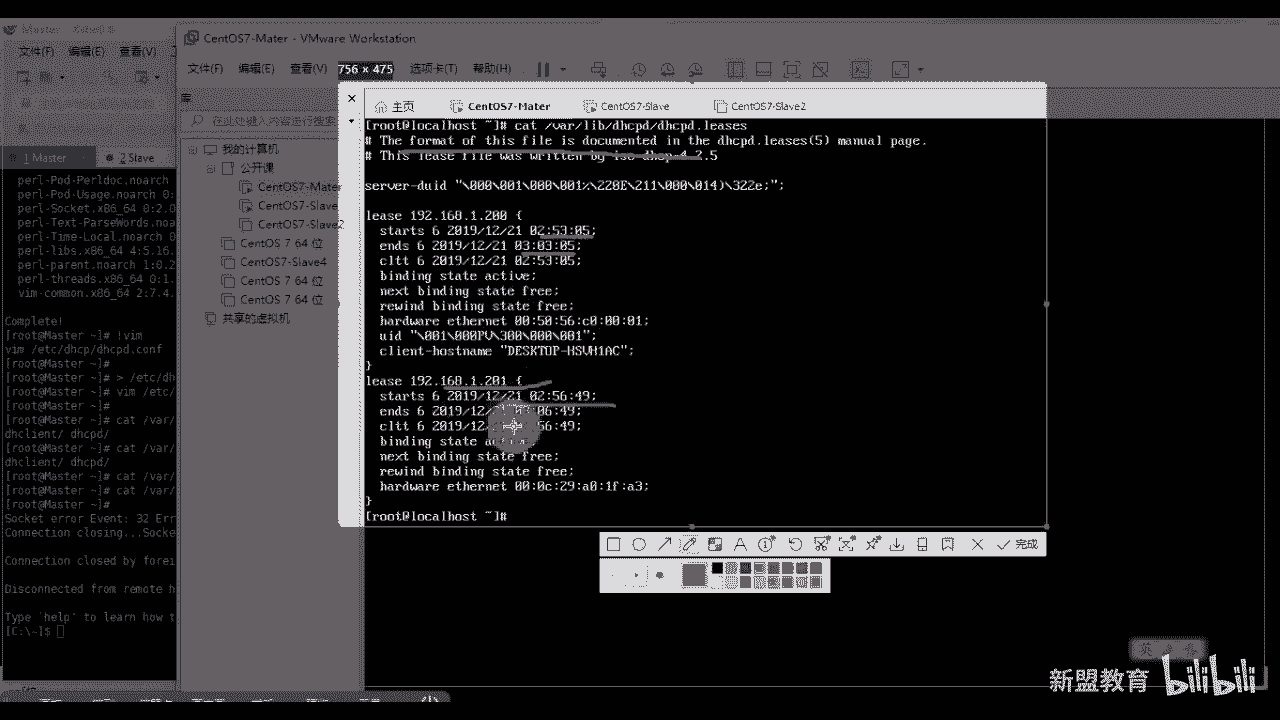 CentOS7-Mater - VMware Workstation
文件(F) 编辑(E) 查看(V)
文件(F) 编辑(E) 查看(V) 756 × 475 选项卡(T) 帮助(H)
库
在此处键入内容进行搜索
主页 CentOS7-Mater CentOS7-Slave CentOS7-Slave2
1 Master 2 Slave
我的计算机
公开课
CentOS7-Mater
CentOS7-Slave
CentOS7-Slave2
CentOS 7 64 位
CentOS7-Slave4
CentOS 7 64 位
CentOS 7 64 位
共享的虚拟机
perl-Pod-Perldoc.noarch
perl-Pod-Usage.noarch 0:
perl-Socket.x86_64 0:2.0
perl-Text-ParseWords.noa
perl-Time-Local.noarch 0
perl-libs.x86_64 4:5.16.
perl-parent.noarch 1:0.2
perl-threads.x86_64 0:1.
vim-common.x86_64 2:7.4.
Complete!
[root@Master ~]# !vim
vim /etc/dhcp/dhcpd.conf
[root@Master ~]#
[root@Master ~]# > /etc/dh
[root@Master ~]# vim /etc/
[root@Master ~]#
[root@Master ~]# cat /var/
dhclient/ dhcpd/
[root@Master ~]# cat /var/
dhclient/ dhcpd/
[root@Master ~]# cat /var/
[root@Master ~]# cat /var/
[root@Master ~]#
Socket error Event: 32 Err
Connection closing...Socke
Connection closed by forei
Disconnected from remote h
Type `help' to learn how t
[C:\~]$
[root@localhost ~]# cat /var/lib/dhcpd/dhcpd.leases
# The format of this file is documented in the dhcpd.leases(5) manual page.
# This lease file was written by isc-dhcp-4.2.5
server-duid "\000\001\000\001%\228E\211\000\014)\322e;";
lease 192.168.1.200 {
starts 6 2019/12/21 02:53:05;
ends 6 2019/12/21 03:03:05;
cltt 6 2019/12/21 02:53:05;
binding state active;
next binding state free;
rewind binding state free;
hardware ethernet 00:50:56:c0:00:01;
uid "\001\000PV\300\000\001";
client-hostname "DESKTOP-HSVM1AC";
}
lease 192.168.1.201 {
starts 6 2019/12/21 02:56:49;
ends 6 2019/12/21 03:06:49;
cltt 6 2019/12/21 02:56:49;
binding state active;
next binding state free;
rewind binding state free;
hardware ethernet 00:0c:29:a0:1f:a3;
}
[root@localhost ~]#
完成
英
新盟教育 bilibili